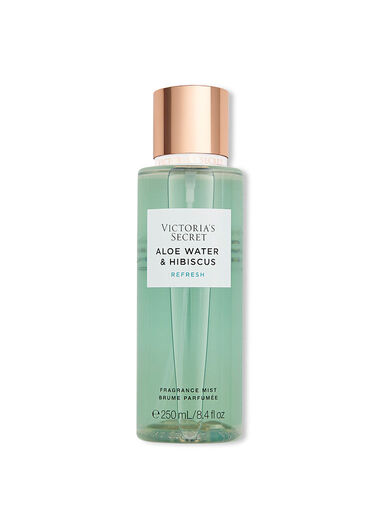 VICTORIA'S
SECRET
ALOE WATER
& HIBISCUS
REFRESH
FRAGRANCE MIST
BRUME PARFUMÉE
℮ 250 mL/8.4 fl oz